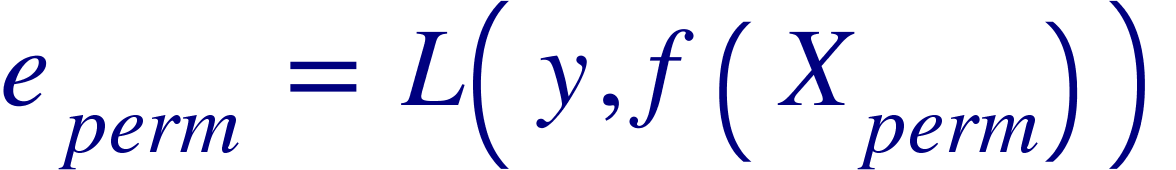 e_perm = L(y, f(X_perm))